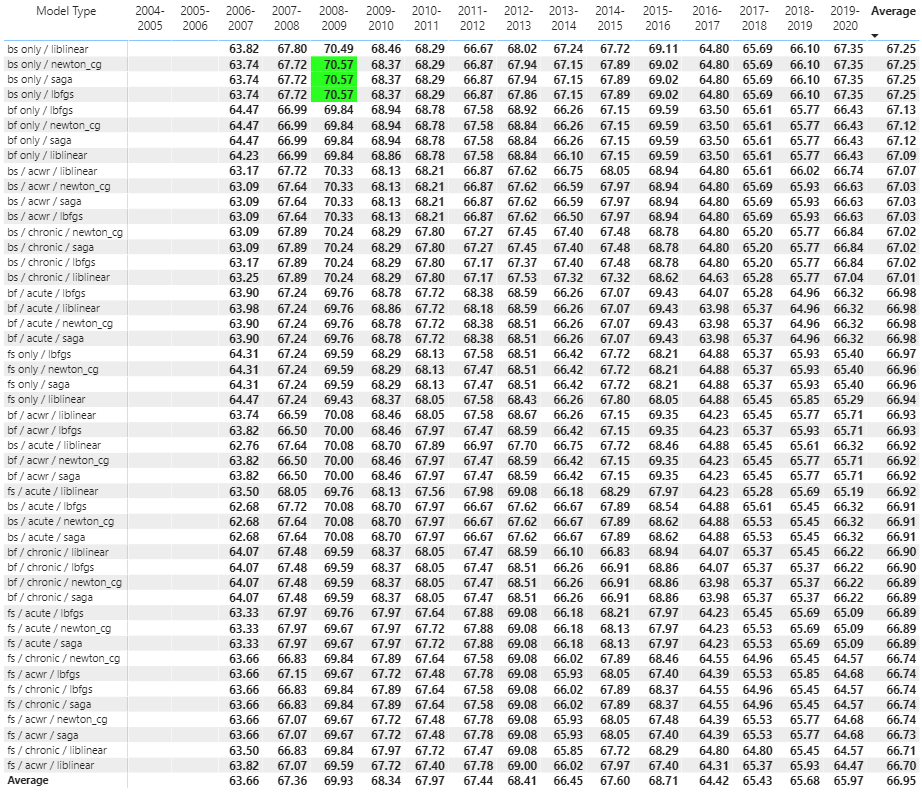 Model Type 2004-2005 2005-2006 2006-2007 2007-2008 2008-2009 2009-2010 2010-2011 2011-2012 2012-2013 2013-2014 2014-2015 2015-2016 2016-2017 2017-2018 2018-2019 2019-2020 Average
bs only / liblinear 63.82 67.80 70.49 68.46 68.29 66.67 68.02 67.24 67.72 69.11 64.80 65.69 66.10 67.35 67.25
bs only / newton_cg 63.74 67.72 70.57 68.37 68.29 66.87 67.94 67.15 67.89 69.02 64.80 65.69 66.10 67.35 67.25
bs only / saga 63.74 67.72 70.57 68.37 68.29 66.87 67.94 67.15 67.89 69.02 64.80 65.69 66.10 67.35 67.25
bs only / lbfgs 63.74 67.72 70.57 68.37 68.29 66.87 67.86 67.15 67.89 69.02 64.80 65.69 66.10 67.35 67.25
bf only / lbfgs 64.47 66.99 69.84 68.94 68.78 67.58 68.92 66.26 67.15 69.59 63.50 65.61 65.77 66.43 67.13
bf only / newton_cg 64.47 66.99 69.84 68.94 68.78 67.58 68.84 66.26 67.15 69.59 63.50 65.61 65.77 66.43 67.12
bf only / saga 64.47 66.99 69.84 68.94 68.78 67.58 68.84 66.26 67.15 69.59 63.50 65.61 65.77 66.43 67.12
bf only / liblinear 64.23 66.99 69.84 68.86 68.78 67.58 68.84 66.10 67.15 69.59 63.50 65.61 65.77 66.43 67.09
bs / acwr / liblinear 63.17 67.72 70.33 68.13 68.21 66.87 67.62 66.75 68.05 68.94 64.80 65.61 66.02 66.74 67.07
bs / acwr / newton_cg 63.09 67.64 70.33 68.13 68.21 66.87 67.62 66.59 67.97 68.94 64.80 65.69 65.93 66.63 67.03
bs / acwr / saga 63.09 67.64 70.33 68.13 68.21 66.87 67.62 66.59 67.97 68.94 64.80 65.69 65.93 66.63 67.03
bs / acwr / lbfgs 63.09 67.64 70.33 68.13 68.21 66.87 67.62 66.50 67.97 68.94 64.80 65.69 65.93 66.63 67.03
bs / chronic / newton_cg 63.09 67.89 70.24 68.29 67.80 67.27 67.45 67.40 67.48 68.78 64.80 65.20 65.77 66.84 67.02
bs / chronic / saga 63.09 67.89 70.24 68.29 67.80 67.27 67.45 67.40 67.48 68.78 64.80 65.20 65.77 66.84 67.02
bs / chronic / lbfgs 63.17 67.89 70.24 68.29 67.80 67.17 67.37 67.40 67.48 68.78 64.80 65.20 65.77 66.84 67.02
bs / chronic / liblinear 63.25 67.89 70.24 68.29 67.80 67.17 67.53 67.32 67.32 68.62 64.63 65.28 65.77 67.04 67.01
bf / acute / lbfgs 63.90 67.24 69.76 68.78 67.72 68.38 68.59 66.26 67.07 69.43 64.07 65.28 64.96 66.32 66.98
bf / acute / liblinear 63.98 67.24 69.76 68.86 67.72 68.18 68.59 66.26 67.07 69.43 63.98 65.37 64.96 66.32 66.98
bf / acute / newton_cg 63.90 67.24 69.76 68.78 67.72 68.38 68.51 66.26 67.07 69.43 63.98 65.37 64.96 66.32 66.98
bf / acute / saga 63.90 67.24 69.76 68.78 67.72 68.38 68.51 66.26 67.07 69.43 63.98 65.37 64.96 66.32 66.98
fs only / lbfgs 64.31 67.24 69.59 68.29 68.13 67.58 68.51 66.42 67.72 68.21 64.88 65.37 65.93 65.40 66.97
fs only / newton_cg 64.31 67.24 69.59 68.29 68.13 67.47 68.51 66.42 67.72 68.21 64.88 65.37 65.93 65.40 66.96
fs only / saga 64.31 67.24 69.59 68.29 68.13 67.47 68.51 66.42 67.72 68.21 64.88 65.37 65.93 65.40 66.96
fs only / liblinear 64.47 67.24 69.43 68.37 68.05 67.58 68.43 66.26 67.80 68.05 64.88 65.45 65.85 65.29 66.94
bf / acwr / liblinear 63.74 66.59 70.08 68.46 68.05 67.58 68.67 66.26 67.15 69.35 64.23 65.45 65.77 65.71 66.93
bf / acwr / lbfgs 63.82 66.50 70.00 68.46 67.97 67.47 68.59 66.42 67.15 69.35 64.23 65.37 65.93 65.71 66.93
bs / acute / liblinear 62.76 67.64 70.08 68.70 67.89 66.97 67.70 66.75 67.72 68.46 64.88 65.45 65.61 66.32 66.92
bf / acwr / newton_cg 63.82 66.50 70.00 68.46 67.97 67.47 68.59 66.42 67.15 69.35 64.23 65.45 65.77 65.71 66.92
bf / acwr / saga 63.82 66.50 70.00 68.46 67.97 67.47 68.59 66.42 67.15 69.35 64.23 65.45 65.77 65.71 66.92
fs / acute / liblinear 63.50 68.05 69.76 68.13 67.56 67.98 69.08 66.18 68.29 67.97 64.23 65.28 65.69 65.19 66.92
bs / acute / lbfgs 62.68 67.72 70.08 68.70 67.97 66.67 67.62 66.67 67.89 68.54 64.88 65.61 65.45 66.32 66.91
bs / acute / newton_cg 62.68 67.64 70.08 68.70 67.97 66.67 67.62 66.67 67.89 68.62 64.88 65.53 65.45 66.32 66.91
bs / acute / saga 62.68 67.64 70.08 68.70 67.97 66.67 67.62 66.67 67.89 68.62 64.88 65.53 65.45 66.32 66.91
bf / chronic / liblinear 64.07 67.48 69.59 68.37 68.05 67.47 68.59 66.10 66.83 68.94 64.07 65.37 65.45 66.22 66.90
bf / chronic / lbfgs 64.07 67.48 69.59 68.37 68.05 67.47 68.51 66.26 66.91 68.86 64.07 65.37 65.37 66.22 66.90
bf / chronic / newton_cg 64.07 67.48 69.59 68.37 68.05 67.47 68.51 66.26 66.91 68.86 63.98 65.37 65.37 66.22 66.89
bf / chronic / saga 64.07 67.48 69.59 68.37 68.05 67.47 68.51 66.26 66.91 68.86 63.98 65.37 65.37 66.22 66.89
fs / acute / lbfgs 63.33 67.97 69.76 67.97 67.64 67.88 69.08 66.18 68.21 67.97 64.23 65.45 65.69 65.09 66.89
fs / acute / newton_cg 63.33 67.97 69.67 67.97 67.72 67.88 69.08 66.18 68.13 67.97 64.23 65.53 65.69 65.09 66.89
fs / acute / saga 63.33 67.97 69.67 67.97 67.72 67.88 69.08 66.18 68.13 67.97 64.23 65.53 65.69 65.09 66.89
fs / chronic / newton_cg 63.66 66.83 69.84 67.89 67.64 67.58 69.08 66.02 67.89 68.46 64.55 64.96 65.45 64.57 66.74
fs / acwr / lbfgs 63.66 67.15 69.67 67.72 67.48 67.78 69.08 65.93 68.05 67.40 64.39 65.53 65.85 64.68 66.74
fs / chronic / lbfgs 63.66 66.83 69.84 67.89 67.64 67.58 69.08 66.02 67.89 68.37 64.55 64.96 65.45 64.57 66.74
fs / chronic / saga 63.66 66.83 69.84 67.89 67.64 67.58 69.08 66.02 67.89 68.37 64.55 64.96 65.45 64.57 66.74
fs / acwr / newton_cg 63.66 67.07 69.67 67.72 67.48 67.78 69.08 65.93 68.05 67.48 64.39 65.53 65.77 64.68 66.74
fs / acwr / saga 63.66 67.07 69.67 67.72 67.48 67.78 69.08 65.93 68.05 67.40 64.39 65.53 65.77 64.68 66.73
fs / chronic / liblinear 63.50 66.83 69.84 67.97 67.72 67.47 69.08 65.85 67.72 68.29 64.80 64.80 65.45 64.57 66.71
fs / acwr / liblinear 63.82 67.07 69.59 67.72 67.40 67.78 69.00 66.02 67.97 67.40 64.31 65.37 65.93 64.47 66.70
Average 63.66 67.36 69.93 68.34 67.97 67.44 68.41 66.45 67.60 68.71 64.42 65.43 65.68 65.97 66.95